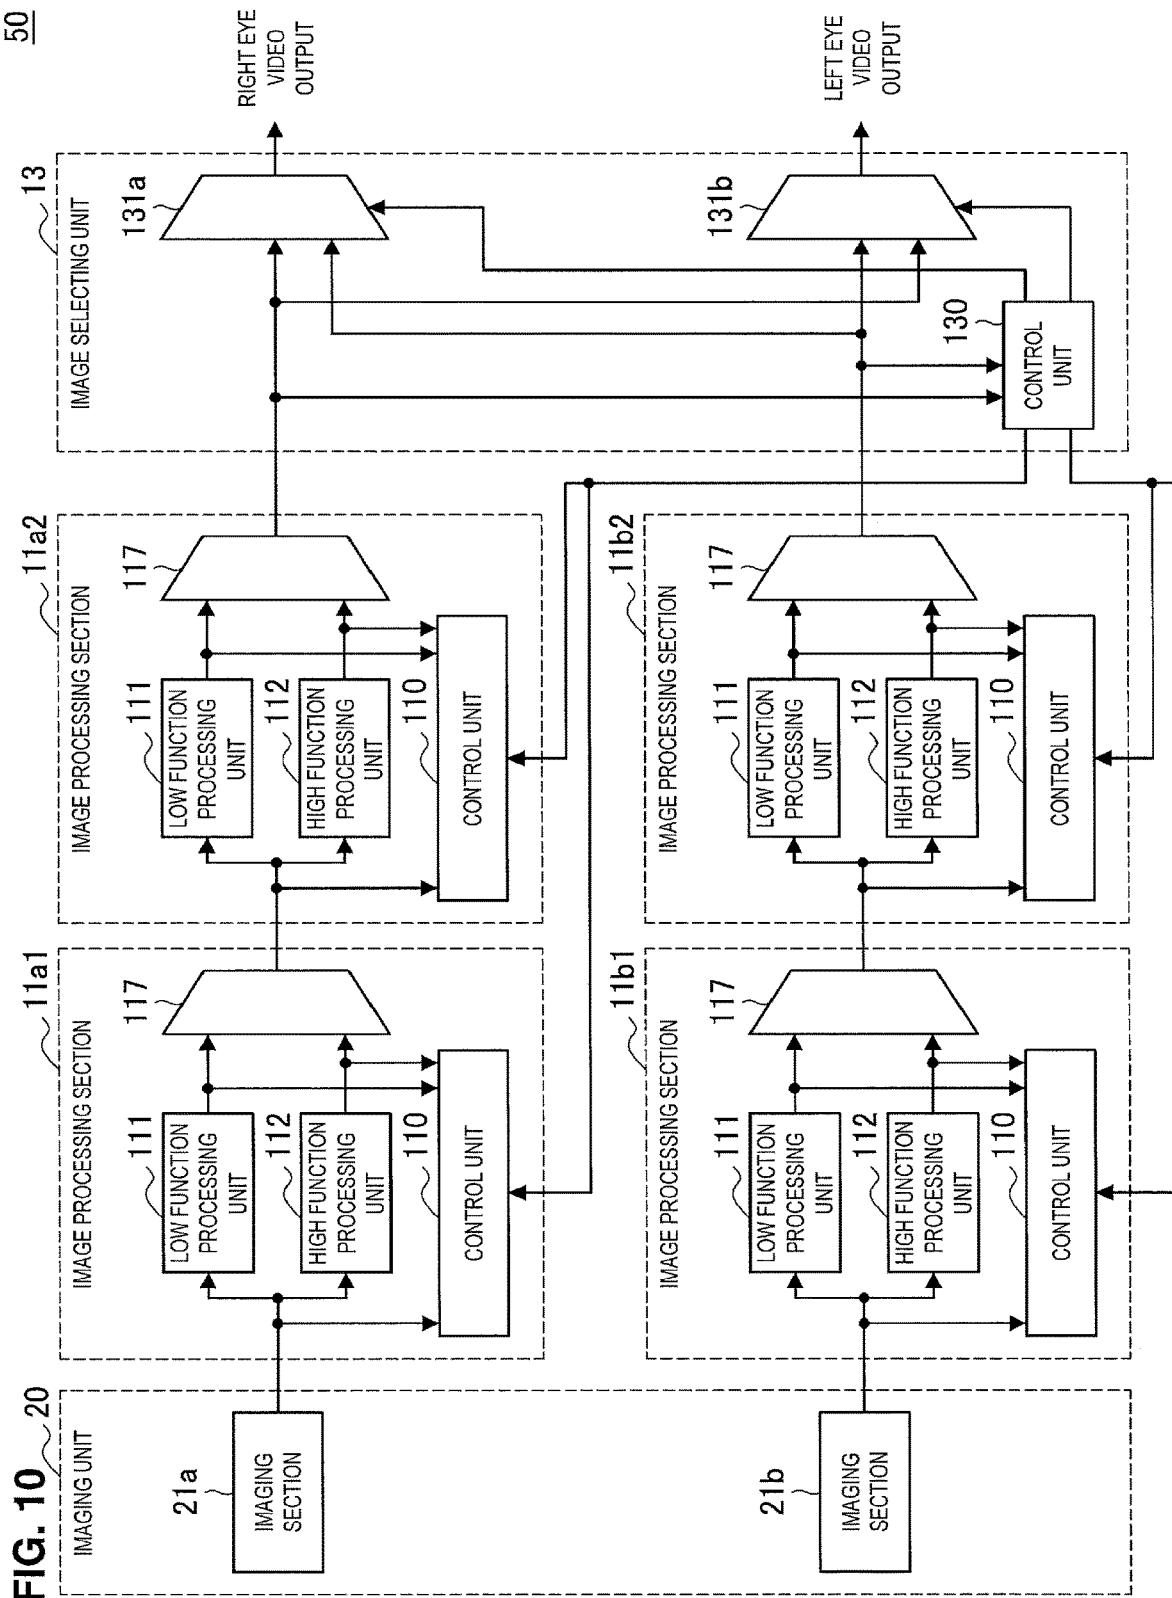 FIG. 10
50
20
IMAGING UNIT
21a
IMAGING
SECTION
21b
IMAGING
SECTION
11a1
IMAGE PROCESSING SECTION
111
LOW FUNCTION
PROCESSING
UNIT
112
HIGH FUNCTION
PROCESSING
UNIT
110
CONTROL UNIT
117
11a2
IMAGE PROCESSING SECTION
111
LOW FUNCTION
PROCESSING
UNIT
112
HIGH FUNCTION
PROCESSING
UNIT
110
CONTROL UNIT
117
11b1
IMAGE PROCESSING SECTION
111
LOW FUNCTION
PROCESSING
UNIT
112
HIGH FUNCTION
PROCESSING
UNIT
110
CONTROL UNIT
117
11b2
IMAGE PROCESSING SECTION
111
LOW FUNCTION
PROCESSING
UNIT
112
HIGH FUNCTION
PROCESSING
UNIT
110
CONTROL UNIT
117
13
IMAGE SELECTING UNIT
131a
131b
130
CONTROL
UNIT
RIGHT EYE
VIDEO
OUTPUT
LEFT EYE
VIDEO
OUTPUT